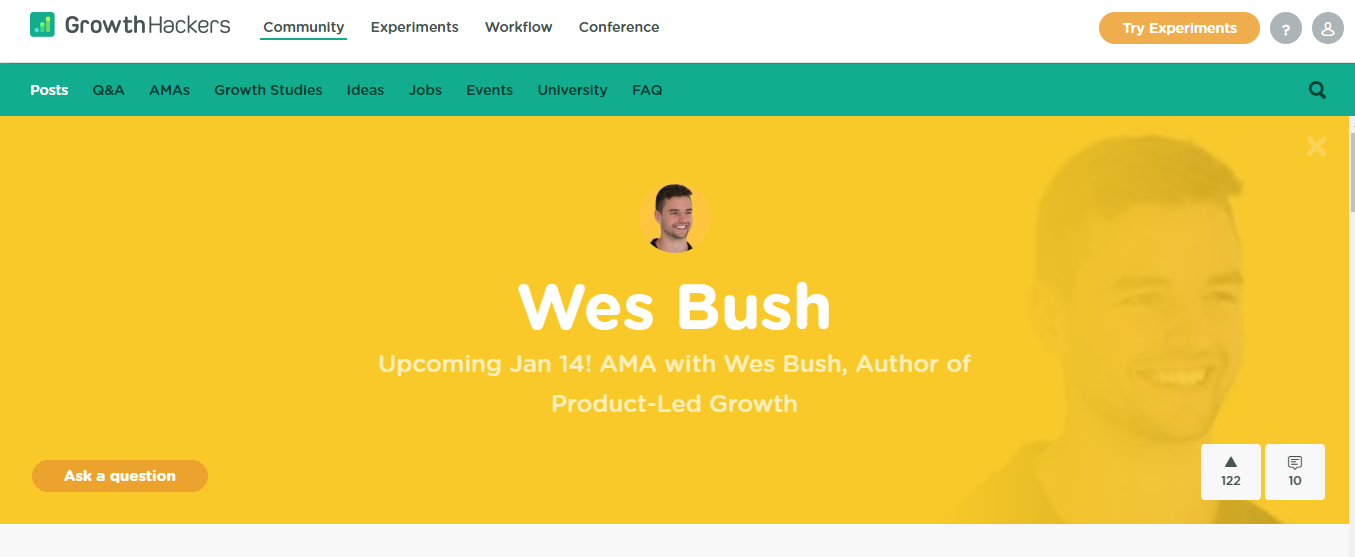 GrowthHackers
Community Experiments Workflow Conference
Try Experiments
?
Posts Q&A AMAs Growth Studies Ideas Jobs Events University FAQ
Wes Bush
Upcoming Jan 14! AMA with Wes Bush, Author of
Product-Led Growth
Ask a question
122
10